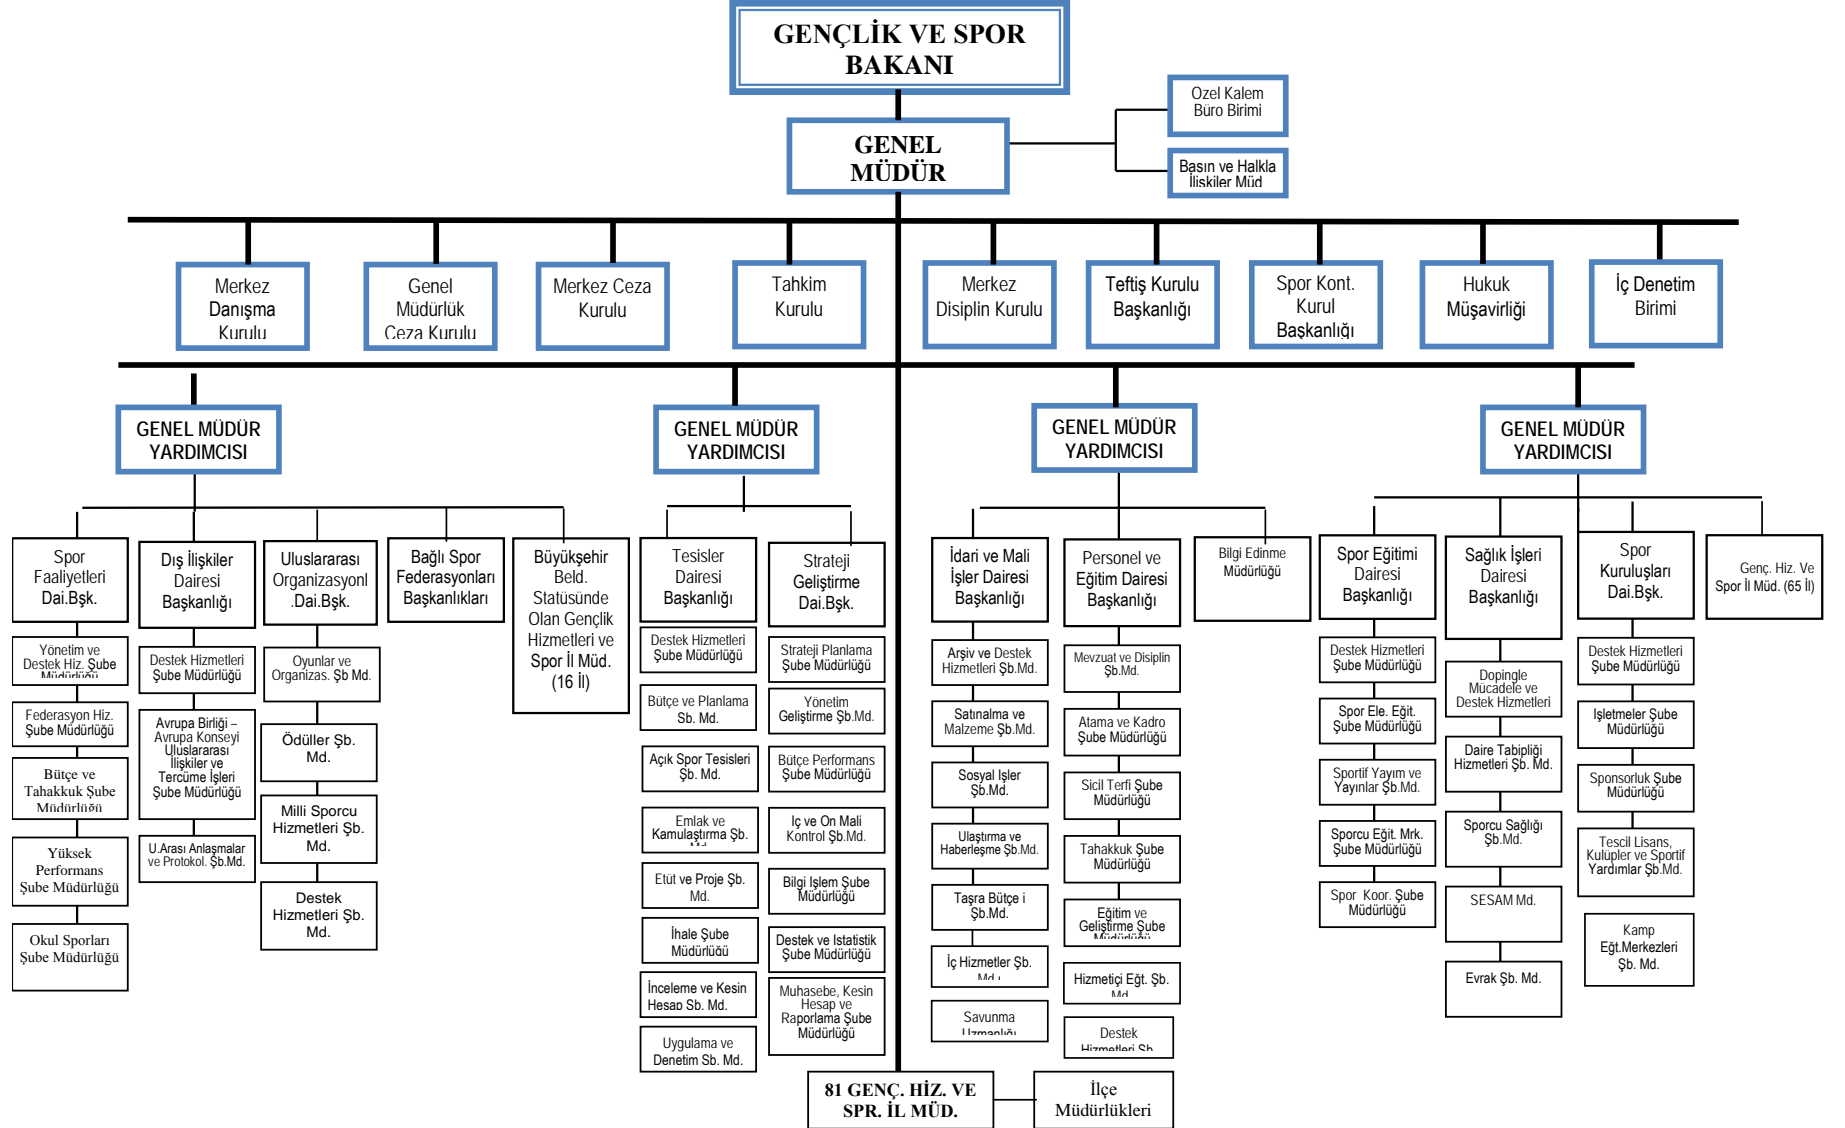 GENÇLİK VE SPOR
BAKANI
Ozel Kalem
Büro Birimi
GENEL
MÜDÜR
Basın ve Halkla
İliskiler Müd
Merkez
Danışma
Kurulu
Genel
Müdürlük
Ceza Kurulu
Merkez Ceza
Kurulu
Tahkim
Kurulu
Merkez
Disiplin Kurulu
Teftiş Kurulu
Başkanlığı
Spor Kont.
Kurul
Başkanlığı
Hukuk
Müşavirliği
İç Denetim
Birimi
GENEL MÜDÜR
YARDIMCISI
GENEL MÜDÜR
YARDIMCISI
GENEL MÜDÜR
YARDIMCISI
GENEL MÜDÜR
YARDIMCISI
Spor
Faaliyetleri
Dai.Bşk.
Yönetim ve
Destek Hiz. Şube
Müdürlüğü
Federasyon Hiz.
Şube Müdürlüğü
Bütçe ve
Tahakkuk Şube
Müdürlüğü
Yüksek
Performans
Şube Müdürlüğü
Okul Sporları
Şube Müdürlüğü
Dış İlişkiler
Dairesi
Başkanlığı
Destek Hizmetleri
Şube Müdürlüğü
Avrupa Birliği –
Avrupa Konseyi
Uluslararası
İlişkiler ve
Tercüme İşleri
Şube Müdürlüğü
U.Arası Anlaşmalar
ve Protokol. Şb.Md.
Uluslararası
Organizasyonl
.Dai.Bşk.
Oyunlar ve
Organizas. Şb Md.
Ödüller Şb.
Md.
Milli Sporcu
Hizmetleri Şb.
Md.
Destek
Hizmetleri Şb.
Md.
Bağlı Spor
Federasyonları
Başkanlıkları
Büyükşehir
Beld.
Statüsünde
Olan Gençlik
Hizmetleri ve
Spor İl Müd.
(16 İl)
Tesisler
Dairesi
Başkanlığı
Destek Hizmetleri
Şube Müdürlüğü
Bütçe ve Planlama
Sb. Md.
Açık Spor Tesisleri
Şb. Md.
Emlak ve
Kamulaştırma Sb.
Md
Etüt ve Proje Şb.
Md.
İhale Şube
Müdürlüğü
İnceleme ve Kesin
Hesap Sb. Md.
Uygulama ve
Denetim Sb. Md.
Strateji
Geliştirme
Dai.Bşk.
Strateji Planlama
Şube Müdürlüğü
Yönetim
Geliştirme Şb.Md.
Bütçe Performans
Şube Müdürlüğü
Iç ve On Mali
Kontrol Şb.Md.
Bilgi Işlem Şube
Müdürlüğü
Destek ve Istatistik
Şube Müdürlüğü
Muhasebe, Kesin
Hesap ve
Raporlama Şube
Müdürlüğü
İdari ve Mali
İşler Dairesi
Başkanlığı
Arşiv ve Destek
Hizmetleri Şb.Md.
Satınalma ve
Malzeme Şb.Md.
Sosyal Işler
Şb.Md.
Ulaştırma ve
Haberleşme Şb.Md.
Taşra Bütçe i
Şb.Md.
İç Hizmetler Şb.
Md.ı
Savunma
Uzmanlığı
Personel ve
Eğitim Dairesi
Başkanlığı
Mevzuat ve Disiplin
Şb.Md.
Atama ve Kadro
Şube Müdürlüğü
Sicil Terfi Şube
Müdürlüğü
Tahakkuk Şube
Müdürlüğü
Eğitim ve
Geliştirme Şube
Müdürlüğü
Hizmetiçi Eğt. Şb.
Md
Destek
Hizmetleri Sb
Bilgi Edinme
Müdürlüğü
Spor Eğitimi
Dairesi
Başkanlığı
Destek Hizmetleri
Şube Müdürlüğü
Spor Ele. Eğit.
Şube Müdürlüğü
Sportif Yayım ve
Yayınlar Şb.Md.
Sporcu Eğit. Mrk.
Şube Müdürlüğü
Spor Koor. Şube
Müdürlüğü
Sağlık İşleri
Dairesi
Başkanlığı
Dopingle
Mücadele ve
Destek Hizmetleri
Daire Tabipliği
Hizmetleri Şb.Md.
Sporcu Sağlığı
Şb.Md.
SESAM Md.
Evrak Şb. Md.
Spor
Kuruluşları
Dai.Bşk.
Destek Hizmetleri
Şube Müdürlüğü
Işletmeler Şube
Müdürlüğü
Sponsorluk Şube
Müdürlüğü
Tescil Lisans,
Kulüpler ve Sportif
Yardımlar Şb.Md.
Kamp
Eğt.Merkezleri
Şb. Md.
Genç. Hiz. Ve
Spor İl Müd. (65 İl)
81 GENÇ. HİZ. VE
SPR. İL MÜD.
İlçe
Müdürlükleri